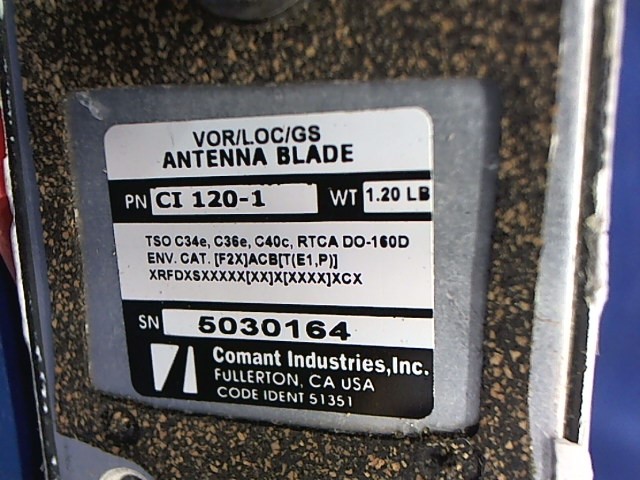 VOR/LOC/GS
ANTENNA BLADE
PN CI 120-1 WT 1.20 LB
TSO C34e, C36e, C40c, RTCA DO-160D
ENV. CAT. [F2X]ACB[T(E1,P)]
XRFDXSXXXXX[XX]X[XXXX]XCX
SN 5030164
Comant Industries,Inc.
FULLERTON, CA USA
CODE IDENT 51351